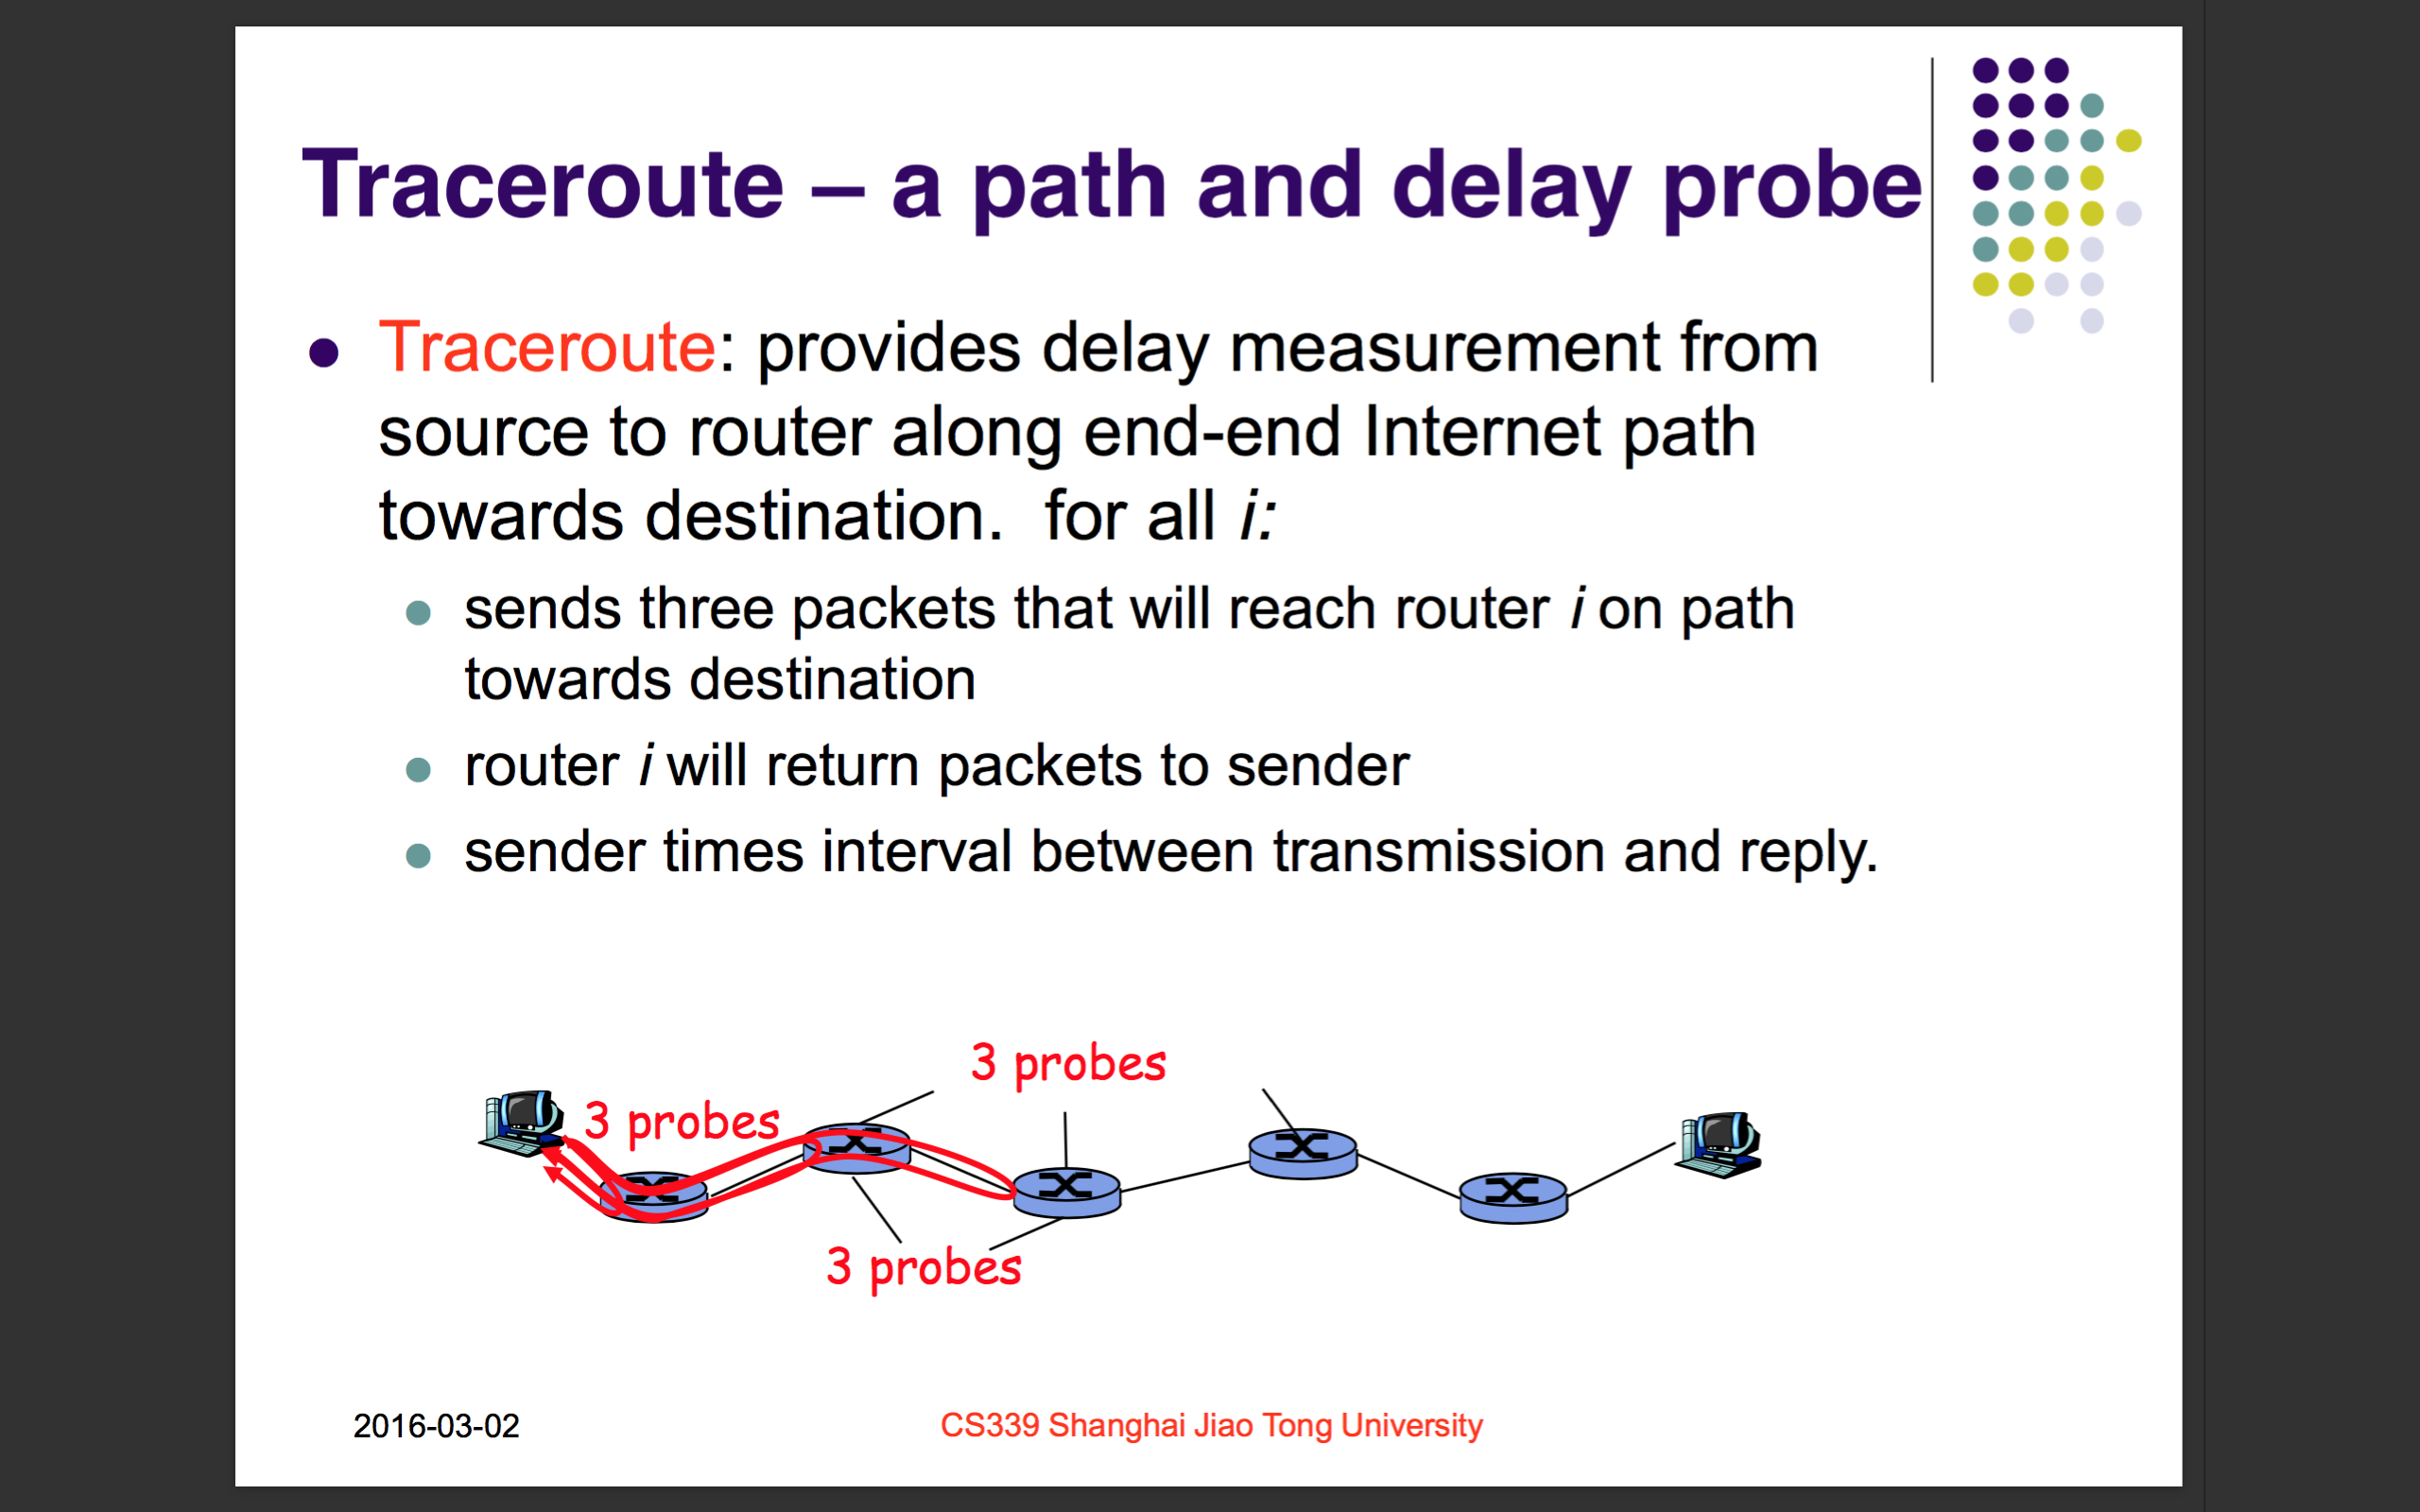 Traceroute – a path and delay probe
Traceroute: provides delay measurement from
source to router along end-end Internet path
towards destination.  for all i:
sends three packets that will reach router i on path
towards destination
router i will return packets to sender
sender times interval between transmission and reply.
3 probes
3 probes
3 probes
2016-03-02
CS339 Shanghai Jiao Tong University